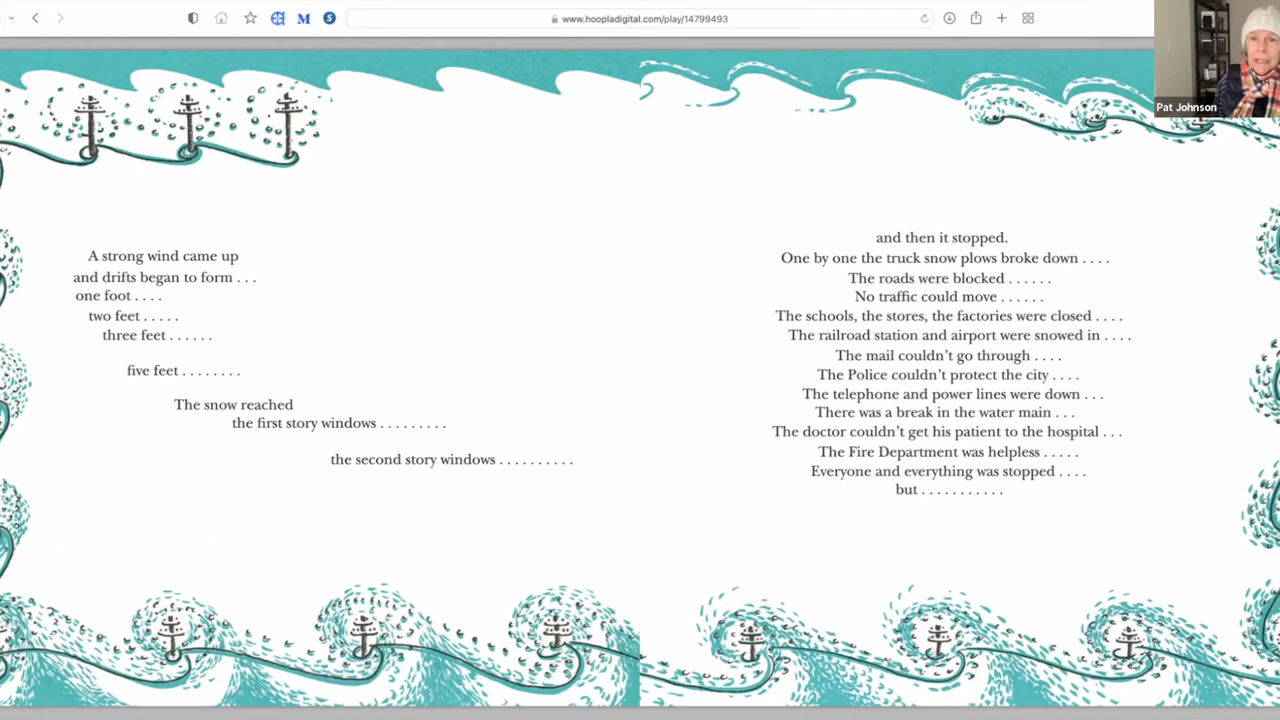 M
S
www.hoopladigital.com/play/14799493
Pat Johnson
A strong wind came up
and drifts began to form . . .
one foot . . . .
two feet . . . . .
three feet . . . . . .
five feet . . . . . . . .
The snow reached
the first story windows . . . . . . . . .
the second story windows . . . . . . . . . .
and then it stopped.
One by one the truck snow plows broke down . . . .
The roads were blocked . . . . . .
No traffic could move . . . . . .
The schools, the stores, the factories were closed . . . .
The railroad station and airport were snowed in . . . .
The mail couldn’t go through . . . .
The Police couldn’t protect the city . . . .
The telephone and power lines were down . . .
There was a break in the water main . . .
The doctor couldn’t get his patient to the hospital . . .
The Fire Department was helpless . . . . .
Everyone and everything was stopped . . . .
but . . . . . . . . . . .